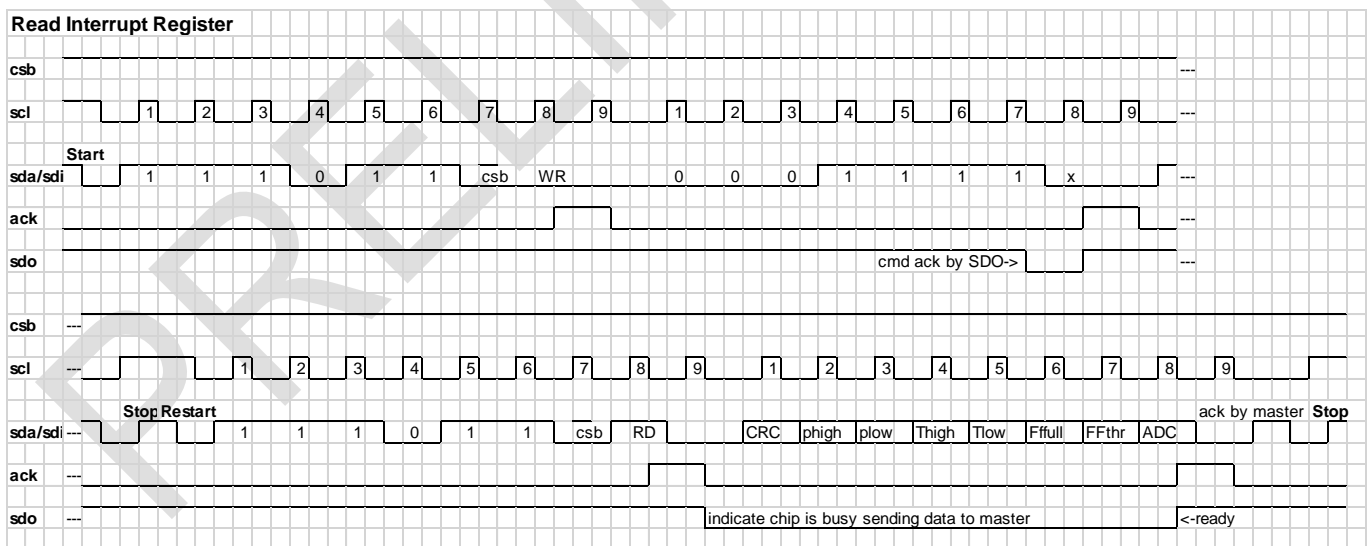 Read Interrupt Register
csb ---
scl 1 2 3 4 5 6 7 8 9 1 2 3 4 5 6 7 8 9 ---
Start
sda/sdi 1 1 1 0 1 1 csb WR 0 0 0 1 1 1 1 x ---
ack ---
sdo cmd ack by SDO-> ---
csb ---
scl --- 1 2 3 4 5 6 7 8 9 1 2 3 4 5 6 7 8 9
Stop Restart ack by master Stop
sda/sdi --- 1 1 1 0 1 1 csb RD CRC phigh plow Thigh Tlow Fffull FFthr ADC
ack ---
sdo --- indicate chip is busy sending data to master <-ready